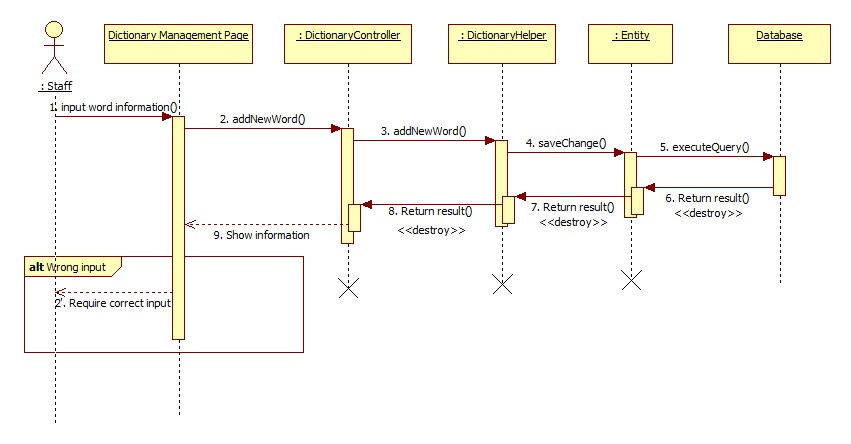 Dictionary Management Page
: DictionaryController
: DictionaryHelper
: Entity
Database
: Staff
1. input word information()
2. addNewWord()
3. addNewWord()
4. saveChange()
5. executeQuery()
6. Return result()
<<destroy>>
7. Return result()
<<destroy>>
8. Return result()
<<destroy>>
9. Show information
alt Wrong input
2'. Require correct input